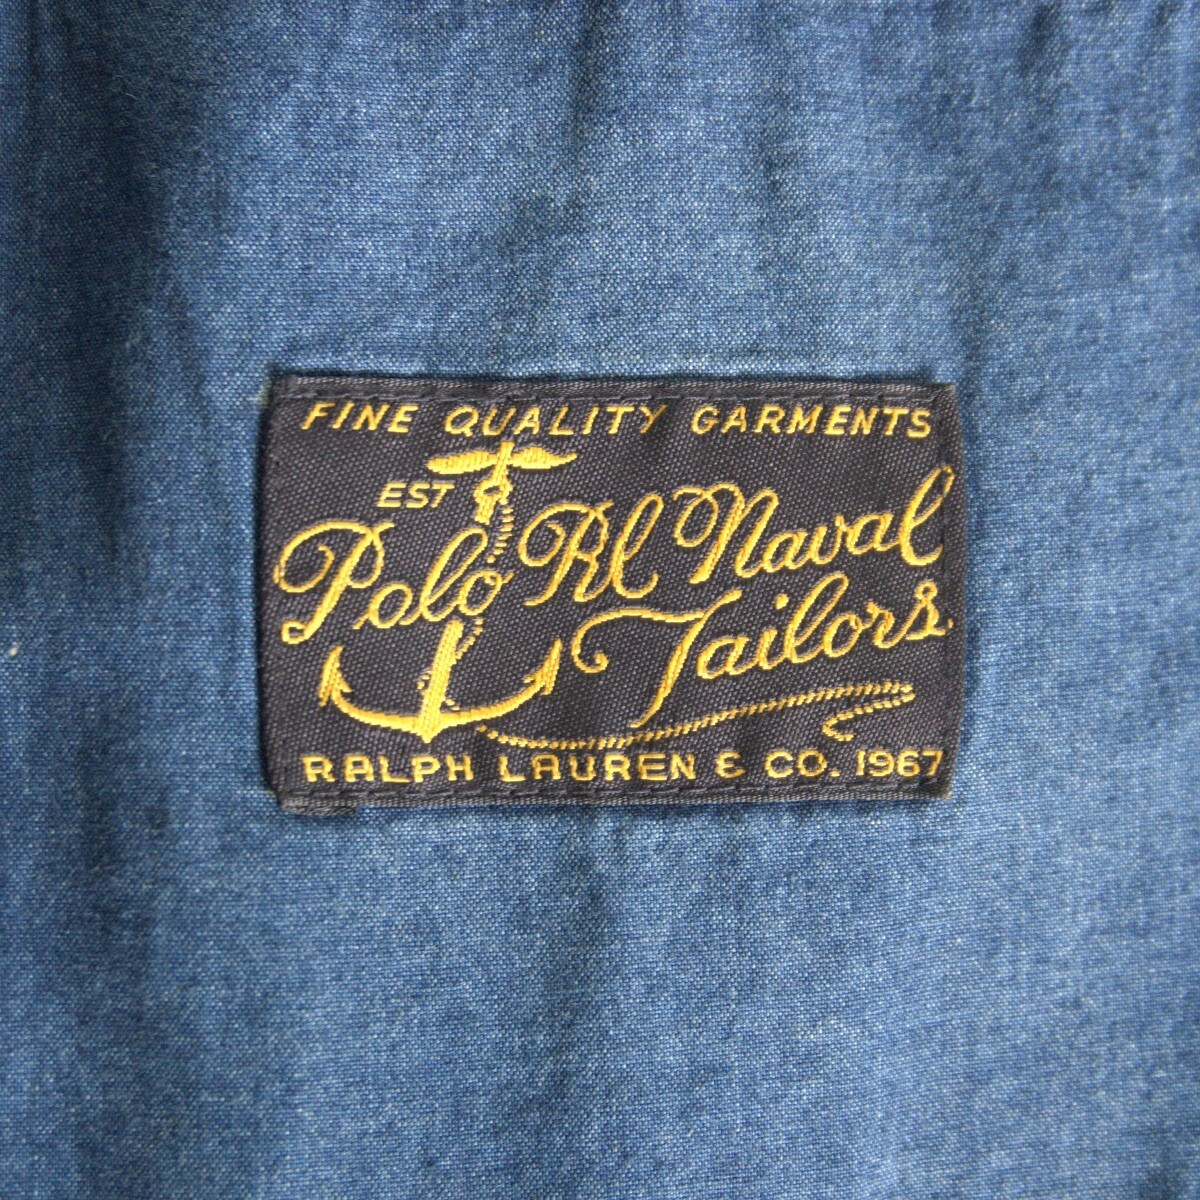 FINE QUALITY GARMENTS
EST
Polo Rl Naval
Tailors
RALPH LAUREN & CO. 1967